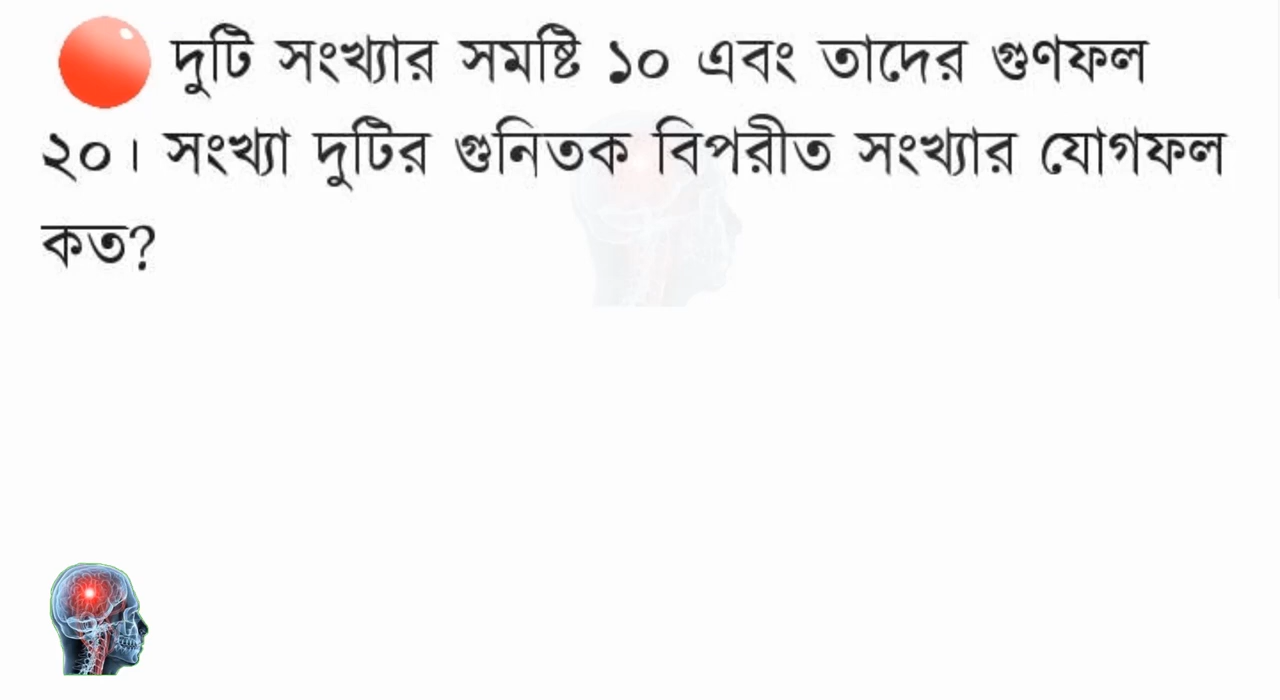 দুটি সংখ্যার সমষ্টি ১০ এবং তাদের গুণফল
২০। সংখ্যা দুটির গুনিতক বিপরীত সংখ্যার যোগফল
কত?